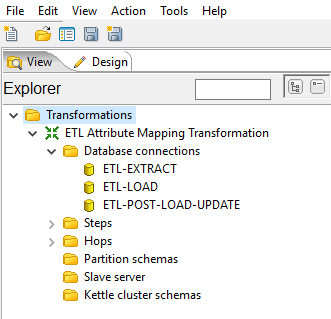 File Edit View Action Tools Help
View Design
Explorer
Transformations
ETL Attribute Mapping Transformation
Database connections
ETL-EXTRACT
ETL-LOAD
ETL-POST-LOAD-UPDATE
Steps
Hops
Partition schemas
Slave server
Kettle cluster schemas